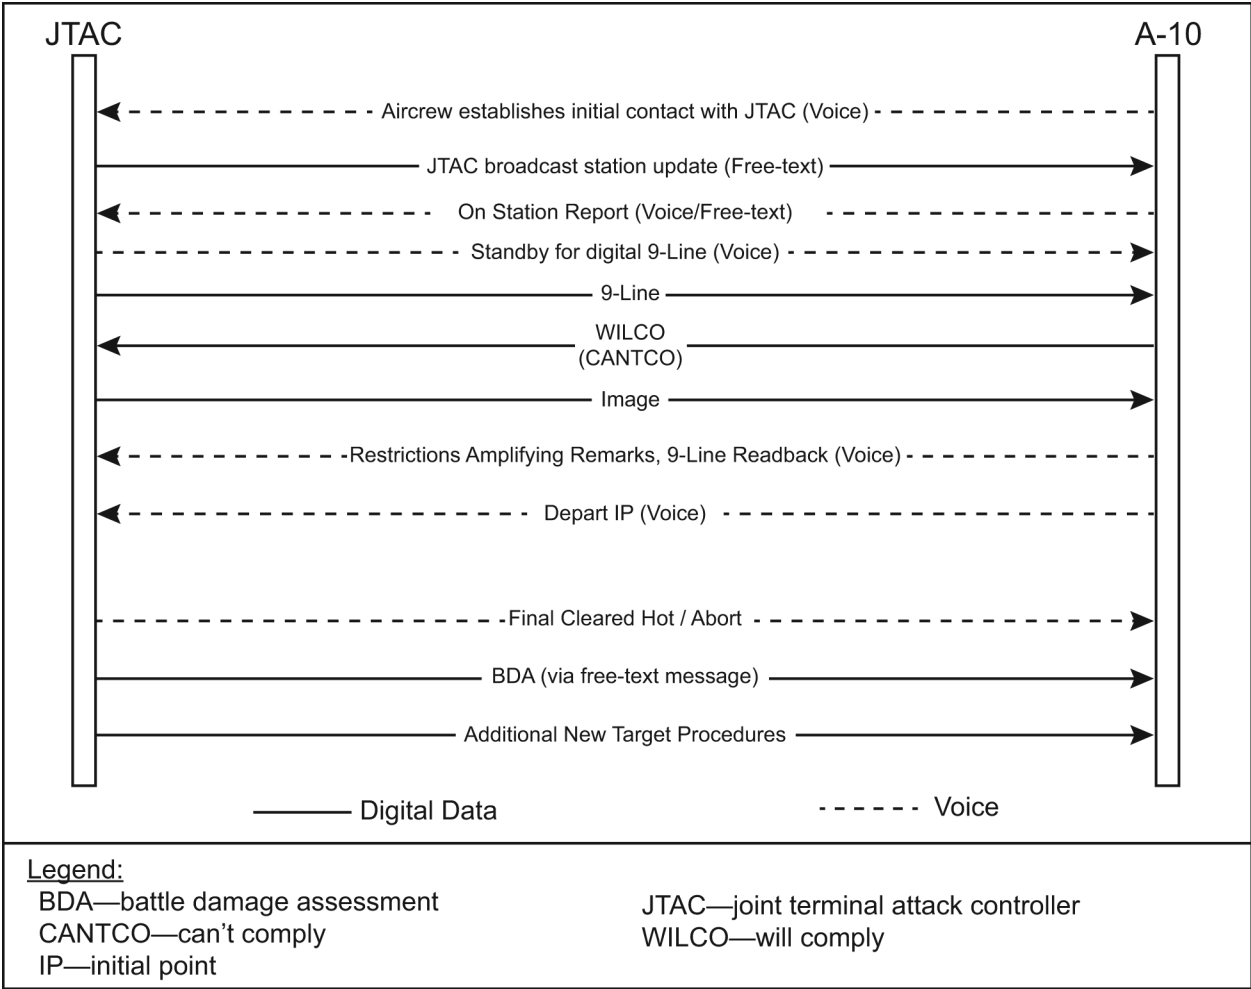 JTAC
A-10
Aircrew establishes initial contact with JTAC (Voice)
JTAC broadcast station update (Free-text)
On Station Report (Voice/Free-text)
Standby for digital 9-Line (Voice)
9-Line
WILCO
(CANTCO)
Image
Restrictions Amplifying Remarks, 9-Line Readback (Voice)
Depart IP (Voice)
Final Cleared Hot / Abort
BDA (via free-text message)
Additional New Target Procedures
Digital Data
Voice
Legend:
BDA—battle damage assessment
CANTCO—can't comply
IP—initial point
JTAC—joint terminal attack controller
WILCO—will comply